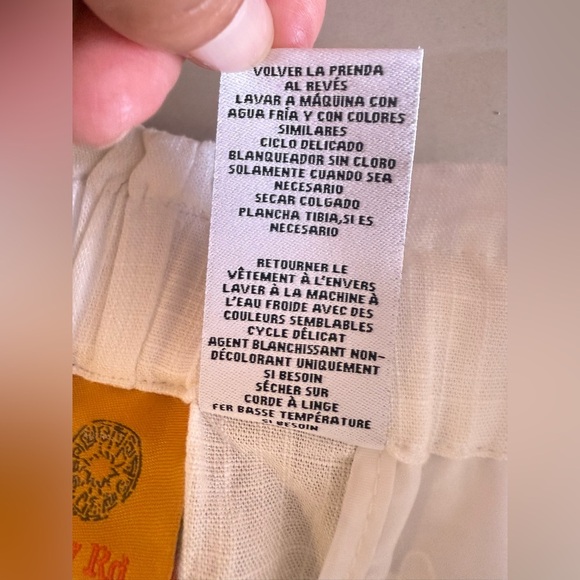 VOLVER LA PRENDA
AL REVÉS
LAVAR A MÁQUINA CON
AGUA FRÍA Y CON COLORES
SIMILARES
CICLO DELICADO
BLANQUEADOR SIN CLORO
SOLAMENTE CUANDO SEA
NECESARIO
SECAR COLGADO
PLANCHA TIBIA,SI ES
NECESARIO
RETOURNER LE
VÊTEMENT À L'ENVERS
LAVER À LA MACHINE À
L'EAU FROIDE AVEC DES
COULEURS SEMBLABLES
CYCLE DÉLICAT
AGENT BLANCHISSANT NON-
DÉCOLORANT UNIQUEMENT
SI BESOIN
SÉCHER SUR
CORDE À LINGE
FER BASSE TEMPÉRATURE
SI BESOIN
Rd